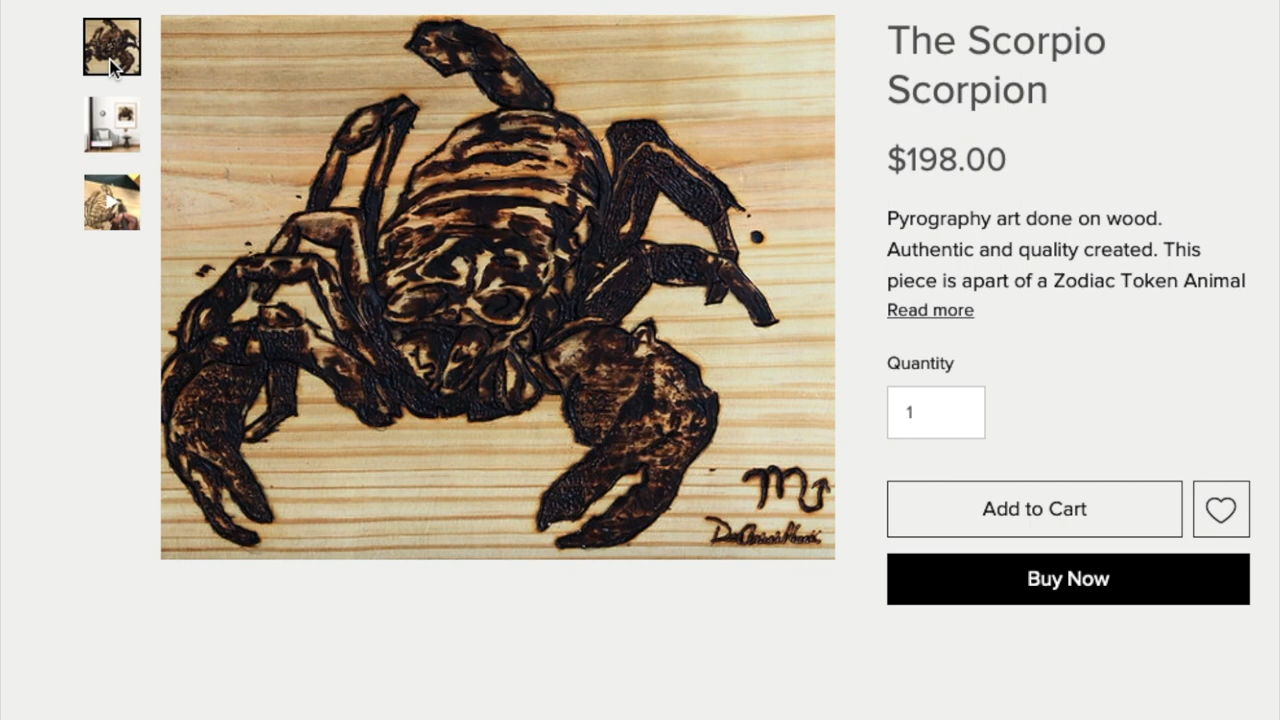 The Scorpio
Scorpion
$198.00
Pyrography art done on wood.
Authentic and quality created. This
piece is apart of a Zodiac Token Animal
Read more
Quantity
1
Add to Cart
Buy Now